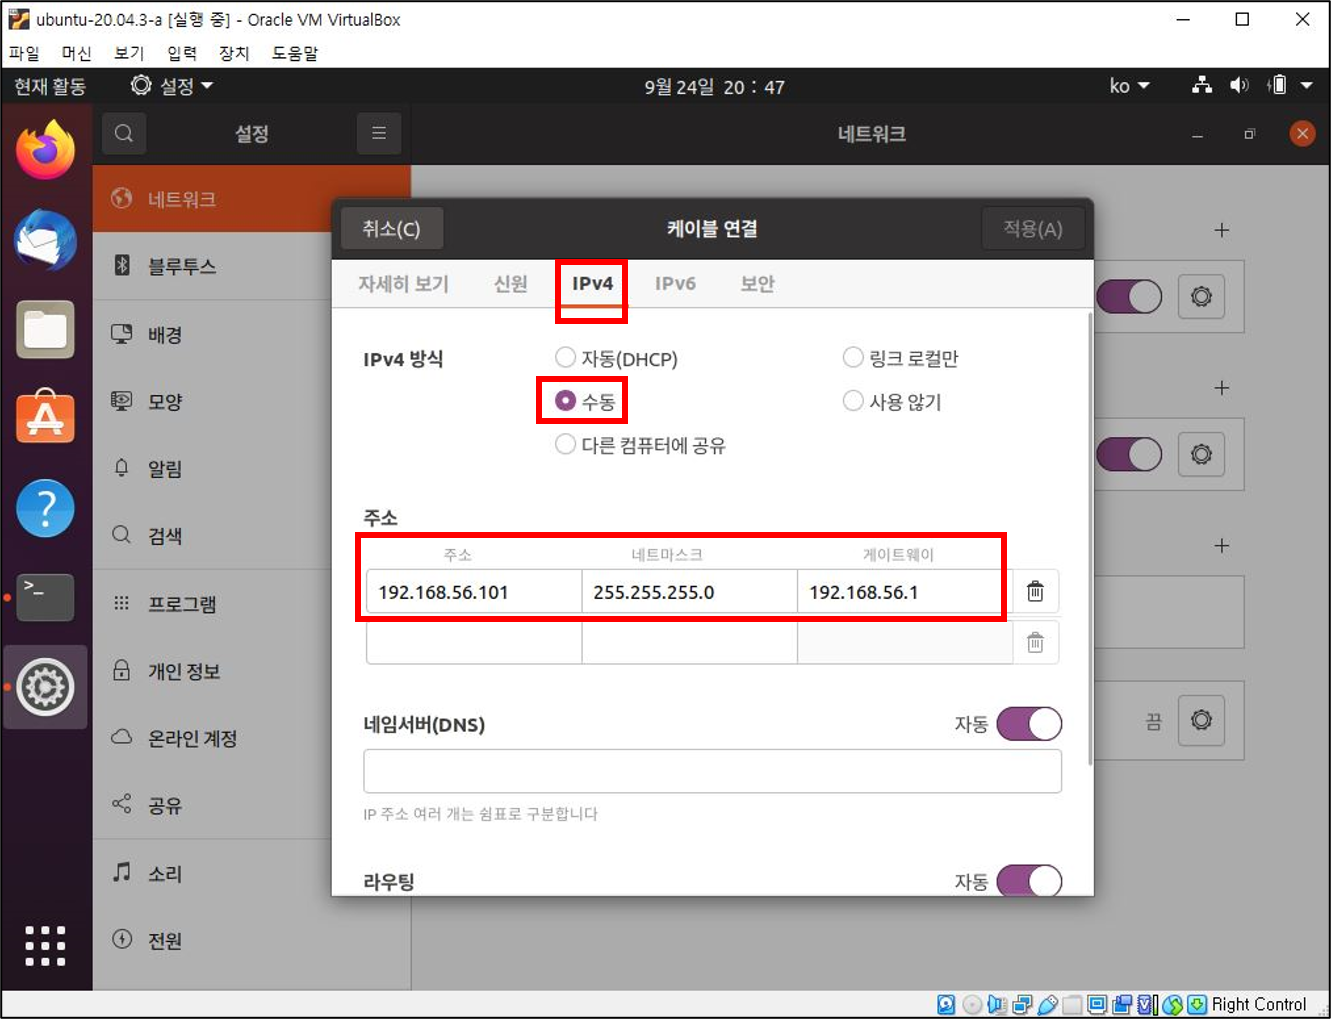 ubuntu-20.04.3-a [실행 중] - Oracle VM VirtualBox
파일 머신 보기 입력 장치 도움말
현재 활동 설정 9월 24일 20 : 47 ko
설정 네트워크
네트워크
블루투스
배경
모양
알림
검색
프로그램
개인 정보
온라인 계정
공유
소리
전원
취소(C) 케이블 연결 적용(A)
자세히 보기 신원 IPv4 IPv6 보안
IPv4 방식 자동(DHCP) 링크 로컬만
수동 사용 않기
다른 컴퓨터에 공유
주소
주소 네트마스크 게이트웨이
192.168.56.101 255.255.255.0 192.168.56.1
네임서버(DNS) 자동
끔
IP 주소 여러 개는 쉼표로 구분합니다
라우팅 자동
Right Control